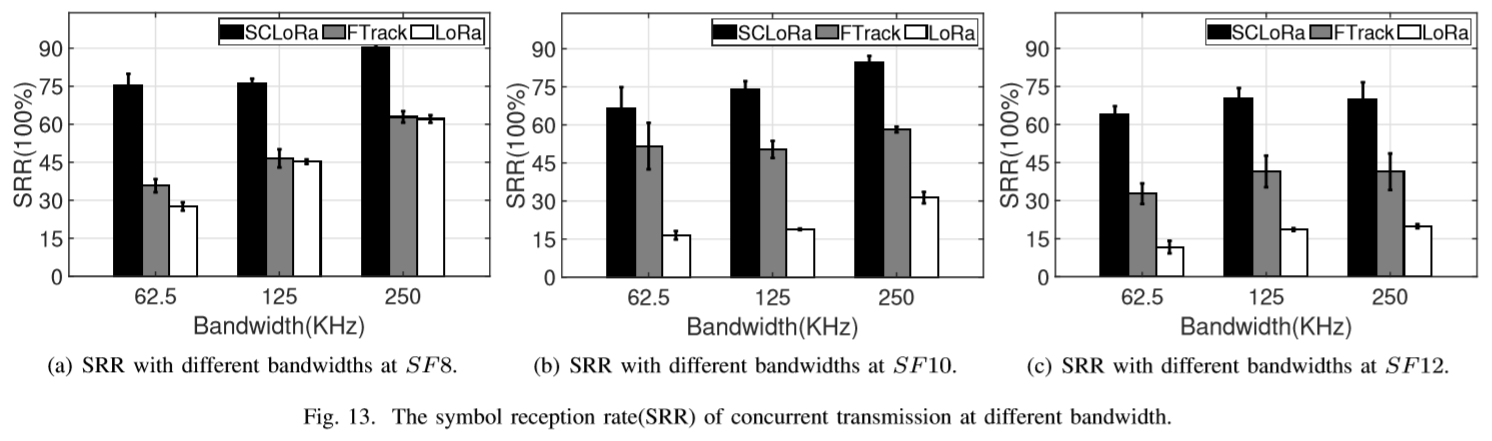 SCLoRa FTrack LoRa
90
75
60
45
30
15
0
SRR(100%)
62.5 125 250
Bandwidth(KHz)
(a) SRR with different bandwidths at SF8.
SCLoRa FTrack LoRa
90
75
60
45
30
15
0
SRR(100%)
62.5 125 250
Bandwidth(KHz)
(b) SRR with different bandwidths at SF10.
SCLoRa FTrack LoRa
90
75
60
45
30
15
0
SRR(100%)
62.5 125 250
Bandwidth(KHz)
(c) SRR with different bandwidths at SF12.
Fig. 13. The symbol reception rate(SRR) of concurrent transmission at different bandwidth.